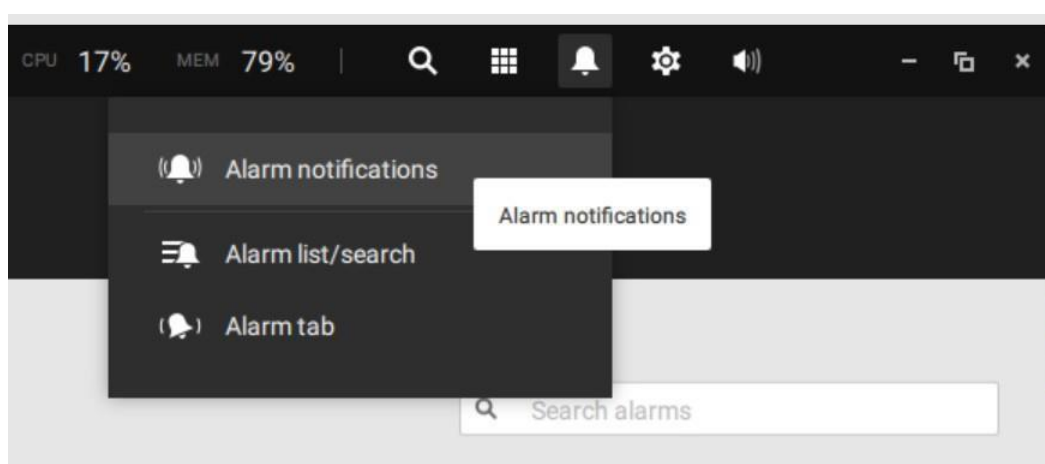 CPU 17% MEM 79%
Alarm notifications
Alarm notifications
Alarm list/search
Alarm tab
Search alarms